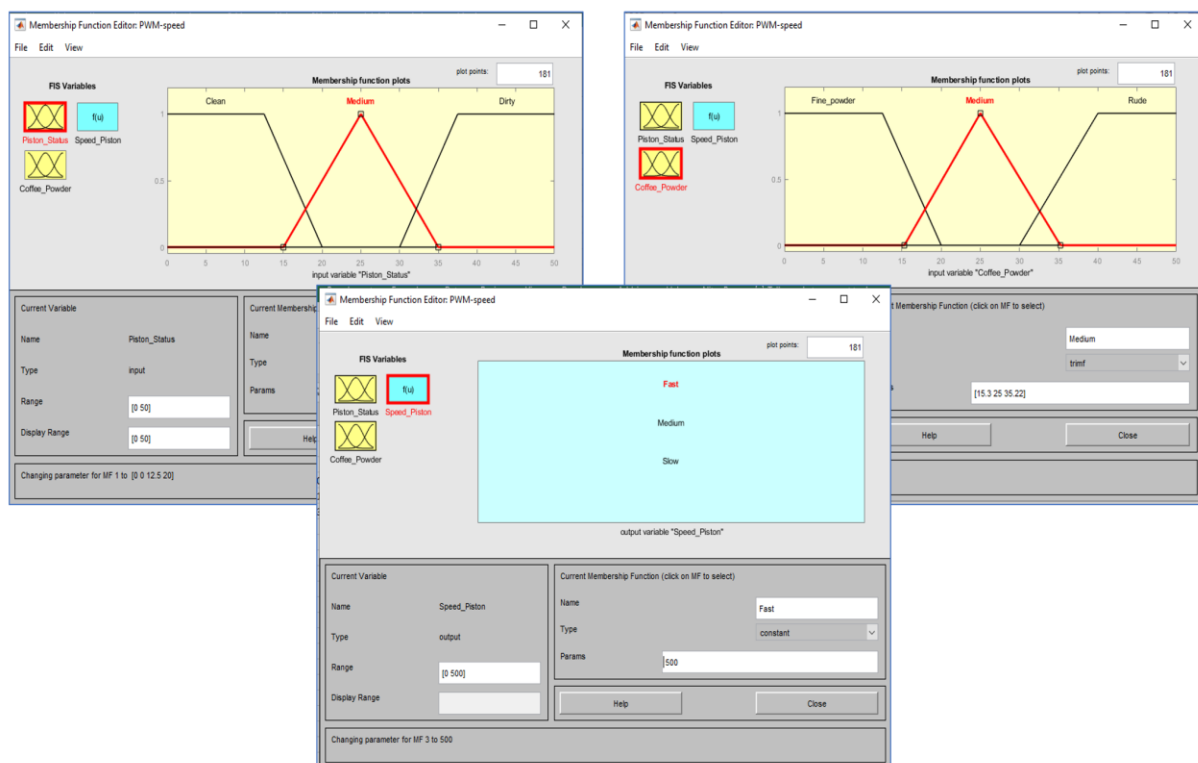 Membership Function Editor: PWM-speed
File Edit View
FIS Variables
Piston_Status
f(u)
Speed_Piston
Coffee_Powder
plot points:
181
Membership function plots
Clean
Medium
Dirty
1
0.5
0
0 5 10 15 20 25 30 35 40 45 50
input variable "Piston_Status"
Current Variable
Name Piston_Status
Type input
Range [0 50]
Display Range [0 50]
Name
Type
Params
Changing parameter for MF 1 to [0 0 12.5 20]
Membership Function Editor: PWM-speed
File Edit View
FIS Variables
Piston_Status
f(u)
Speed_Piston
Coffee_Powder
plot points:
181
Membership function plots
Fine_powder
Medium
Rude
1
0.5
0
0 5 10 15 20 25 30 35 40 45 50
input variable "Coffee_Powder"
Membership Function (click on MF to select)
Medium
trimf
[15.3 25 35.22]
Help
Close
Membership Function Editor: PWM-speed
File Edit View
FIS Variables
Piston_Status
f(u)
Speed_Piston
Coffee_Powder
plot points:
181
Membership function plots
Fast
Medium
Slow
output variable "Speed_Piston"
Current Variable
Name Speed_Piston
Type output
Range [0 500]
Display Range
Current Membership Function (click on MF to select)
Name Fast
Type constant
Params 500
Help
Close
Changing parameter for MF 3 to 500